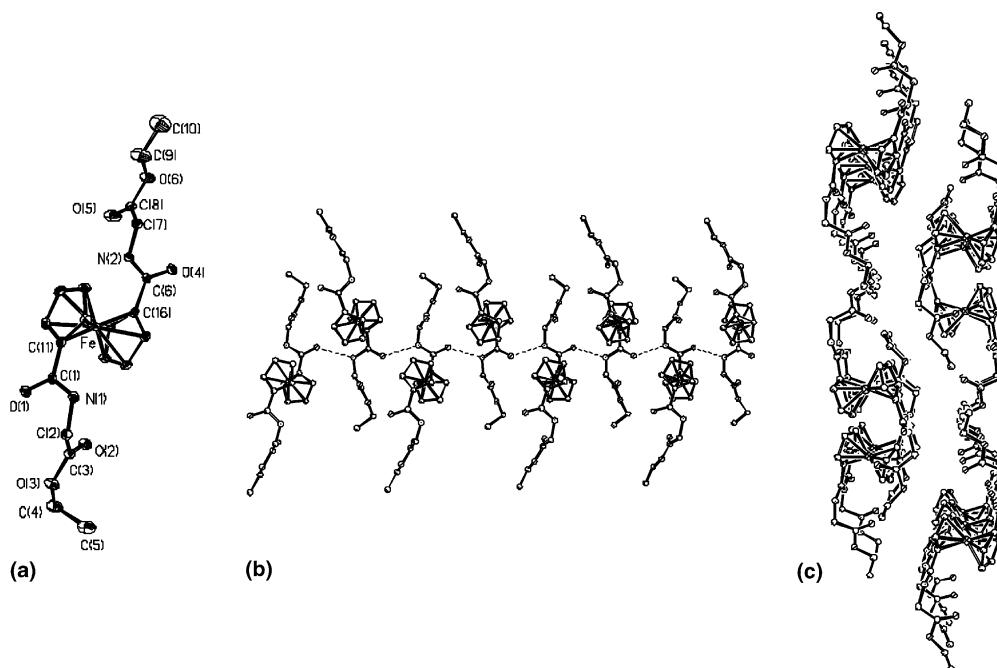 C(10)
C(9)
O(6)
O(5)
C(8)
C(7)
N(2)
O(4)
C(6)
C(16)
Fe
C(11)
C(1)
O(1)
N(1)
C(2)
O(2)
C(3)
O(3)
C(4)
C(5)
(a)
(b)
(c)